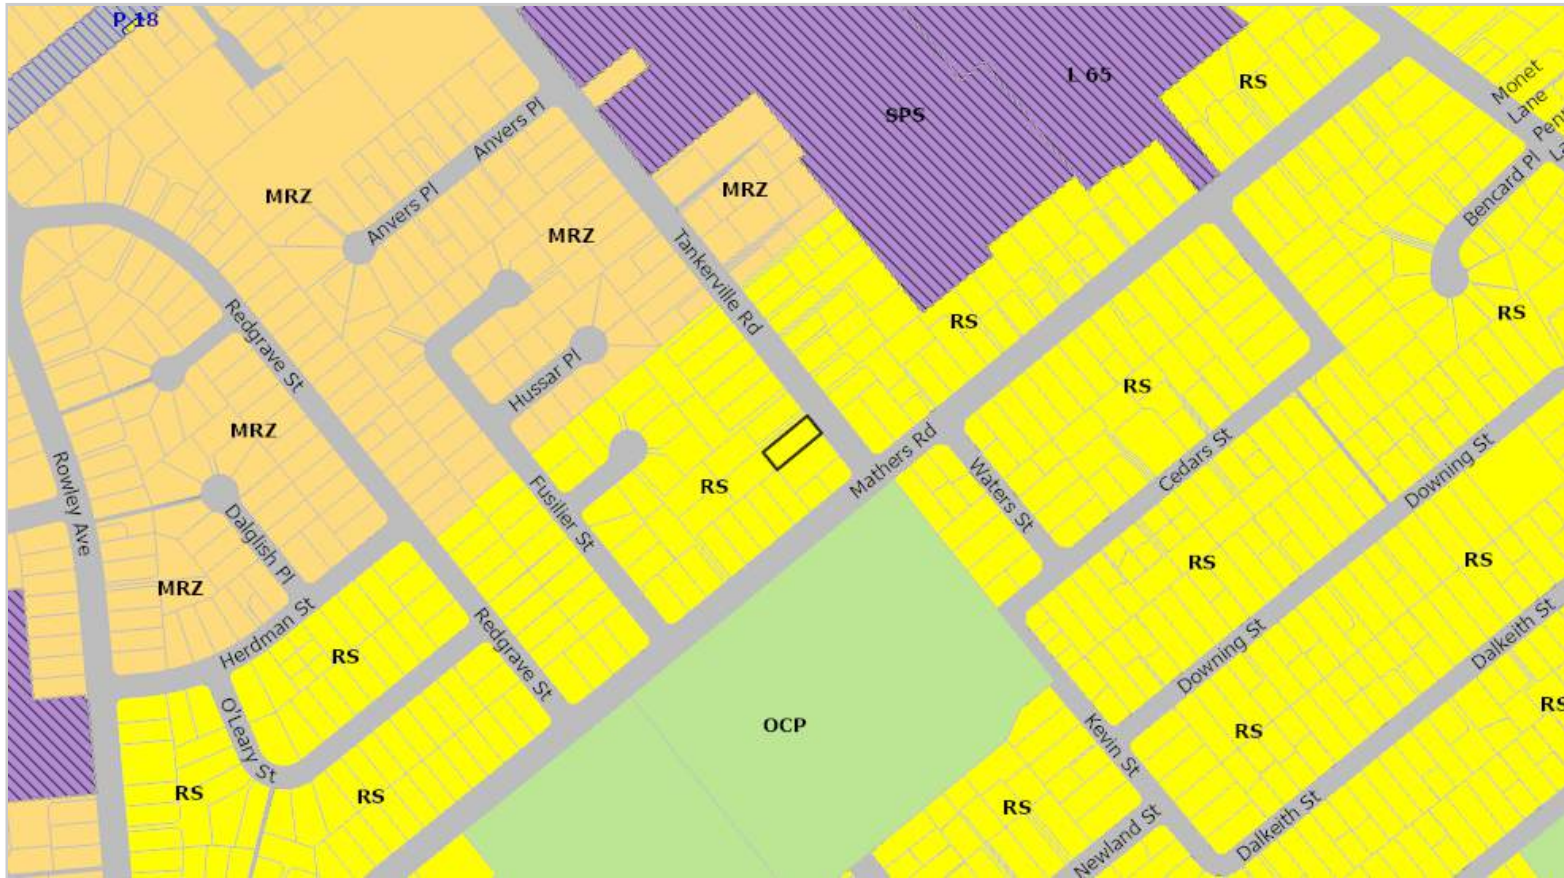 P 18
L 65
RS
Monet
Lane
SPS
Anvers Pl
MRZ
MRZ
Anvers Pl
Bencard Pl
MRZ
Tankerville Rd
RS
RS
Redgrave St
Hussar Pl
RS
MRZ
Mathers Rd
Cedars St
Downing St
Rowley Ave
RS
Waters St
Fusilier St
Dalglish Pl
RS
RS
MRZ
Herdman St
Dalkeith St
RS
Redgrave St
Downing St
O'Leary St
OCP
Kevin St
RS
RS
RS
RS
RS
Newland St
Dalkeith St